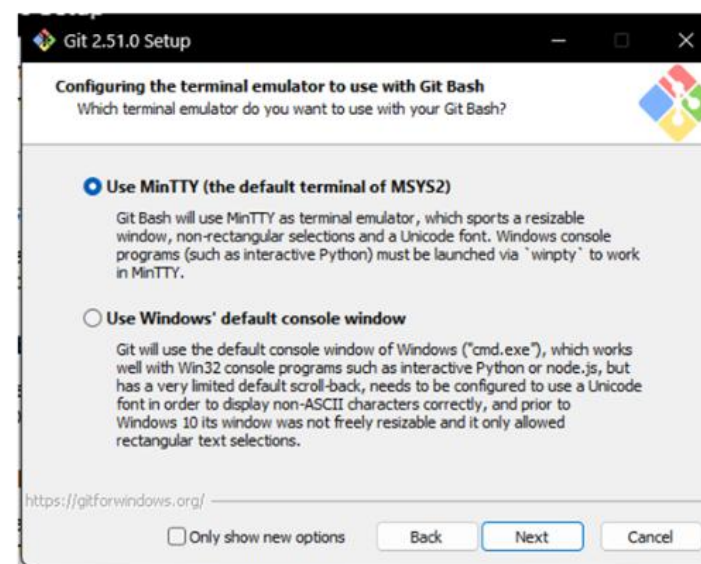 Git 2.51.0 Setup
Configuring the terminal emulator to use with Git Bash
Which terminal emulator do you want to use with your Git Bash?
Use MinTTY (the default terminal of MSYS2)
Git Bash will use MinTTY as terminal emulator, which sports a resizable
window, non-rectangular selections and a Unicode font. Windows console
programs (such as interactive Python) must be launched via `winpty` to work
in MinTTY.
Use Windows' default console window
Git will use the default console window of Windows ("cmd.exe"), which works
well with Win32 console programs such as interactive Python or node.js, but
has a very limited default scroll-back, needs to be configured to use a Unicode
font in order to display non-ASCII characters correctly, and prior to
Windows 10 its window was not freely resizable and it only allowed
rectangular text selections.
https://gitforwindows.org/
Only show new options Back Next Cancel